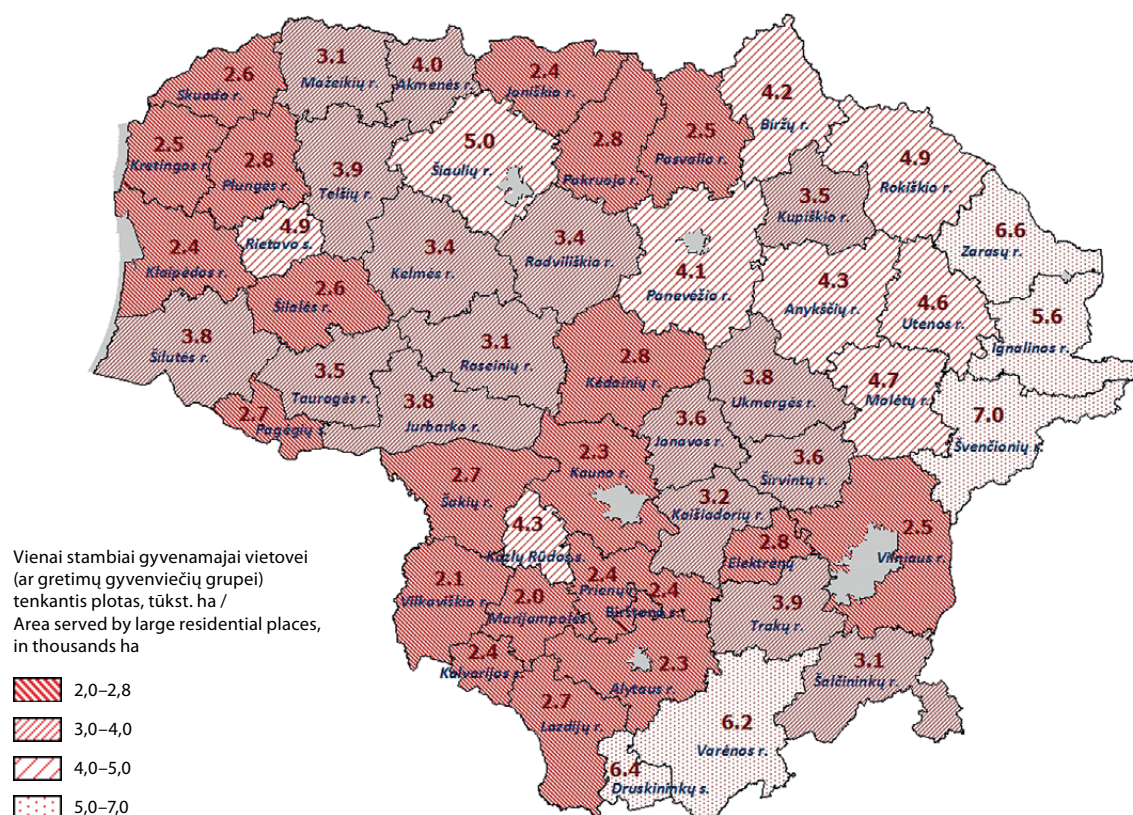 3.1
Mažeikių r.
4.0
Akmenės r.
2.6
Skuodo r.
2.4
Joniškio r.
4.2
Biržų r.
2.5
Kretingos r.
2.8
Plungės r.
3.9
Telšių r.
5.0
Šiaulių r.
2.8
Pakruojo r.
2.5
Pasvalio r.
4.9
Rokiškio r.
3.5
Kupiškio r.
4.9
Rietavo s.
2.4
Klaipėdos r.
3.4
Kelmės r.
3.4
Radviliškio r.
4.1
Panevėžio r.
4.3
Anykščių r.
4.6
Utenos r.
6.6
Zarasų r.
5.6
Ignalinos r.
2.6
Šilalės r.
3.8
Šilutės r.
3.5
Tauragės r.
3.1
Raseinių r.
2.8
Kėdainių r.
3.8
Ukmergės r.
4.7
Molėtų r.
7.0
Švenčionių r.
2.7
Pagėgių s.
3.8
Jurbarko r.
3.6
Jonavos r.
3.6
Širvintų r.
2.3
Kauno r.
2.7
Šakių r.
3.2
Kaišiadorių r.
4.3
Kazlų Rūdos s.
2.8
Elektrėnų
2.5
Vilniaus r.
2.1
Vilkaviškio r.
2.0
Marijampolės
2.4
Prienų r.
2.4
Birštono s.
3.9
Trakų r.
2.4
Kalvarijos s.
2.3
Alytaus r.
3.1
Šalčininkų r.
2.7
Lazdijų r.
6.2
Varėnos r.
6.4
Druskininkų s.
Vienai stambiai gyvenamajai vietovei
(ar gretimų gyvenviečių grupei)
tenkantis plotas, tūkst. ha /
Area served by large residential places,
in thousands ha
2,0–2,8
3,0–4,0
4,0–5,0
5,0–7,0